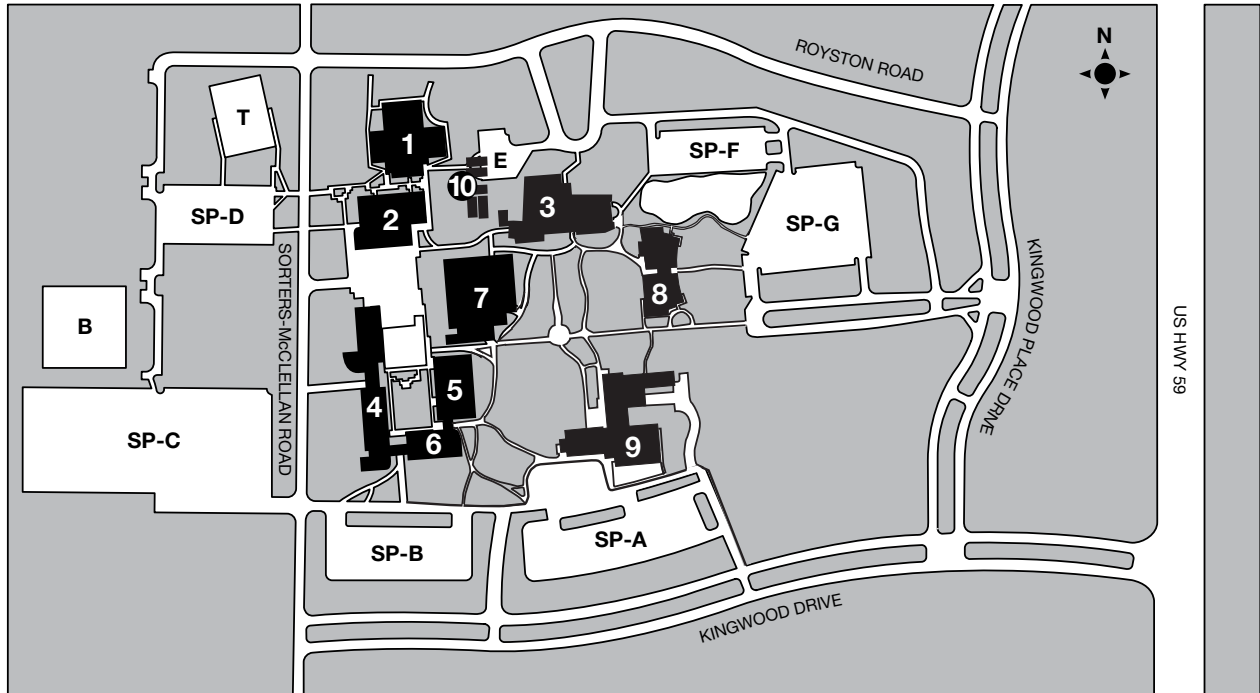 N
ROYSTON ROAD
T
1
E
SP-F
10
3
SP-D
2
SP-G
SORTERS-McCLELLAN ROAD
KINGWOOD PLACE DRIVE
7
8
B
US HWY 59
5
4
SP-C
6
9
SP-A
SP-B
KINGWOOD DRIVE